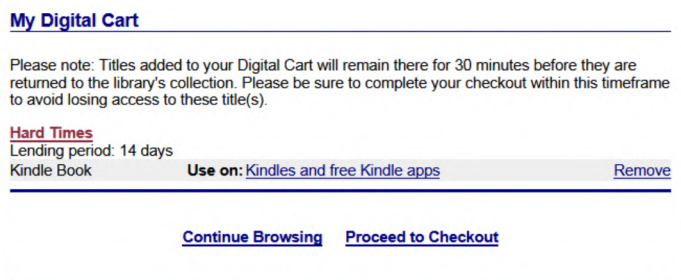 My Digital Cart
Please note: Titles added to your Digital Cart will remain there for 30 minutes before they are
returned to the library's collection. Please be sure to complete your checkout within this timeframe
to avoid losing access to these title(s).
Hard Times
Lending period: 14 days
Kindle Book Use on: Kindles and free Kindle apps Remove
Continue Browsing Proceed to Checkout